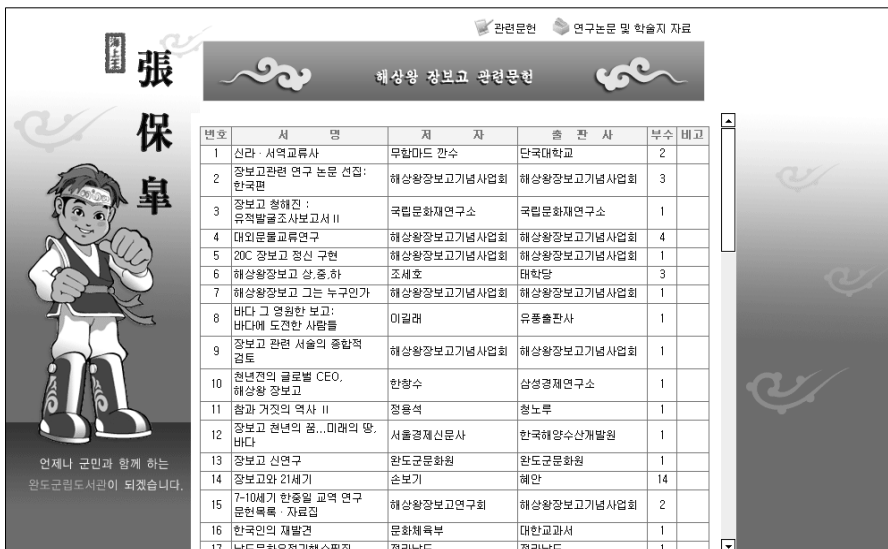 관련문헌 연구논문 및 학술지 자료
海上王
張保皐
해상왕 장보고 관련문헌
번호 서 명 저 자 출 판 사 부수 비고
1 신라·서역교류사 무함마드 깐수 단국대학교 2
2 장보고관련 연구 논문 선집: 해상왕장보고기념사업회 해상왕장보고기념사업회 3
한국편
3 장보고 청해진 : 국립문화재연구소 국립문화재연구소 1
유적발굴조사보고서 II
4 대외문물교류연구 해상왕장보고기념사업회 해상왕장보고기념사업회 4
5 20C 장보고 정신 구현 해상왕장보고기념사업회 해상왕장보고기념사업회 1
6 해상왕장보고 상,중,하 조세호 태학당 3
7 해상왕장보고 그는 누구인가 해상왕장보고기념사업회 해상왕장보고기념사업회 1
8 바다 그 영원한 보고: 이길래 유풍출판사 1
바다에 도전한 사람들
9 장보고 관련 서술의 종합적 해상왕장보고기념사업회 해상왕장보고기념사업회 1
검토
10 천년전의 글로벌 CEO, 한창수 삼성경제연구소 1
해상왕 장보고
11 참과 거짓의 역사 II 정용석 청노루 1
12 장보고 천년의 꿈...미래의 땅, 서울경제신문사 한국해양수산개발원 1
바다
13 장보고 신연구 완도군문화원 완도군문화원 1
14 장보고와 21세기 손보기 혜안 14
15 7-10세기 한중일 교역 연구 해상왕장보고연구회 해상왕장보고기념사업회 2
문헌목록·자료집
16 한국인의 재발견 문화체육부 대한교과서 1
17 전라남도 전라남도 1
언제나 군민과 함께 하는
완도군립도서관이 되겠습니다.